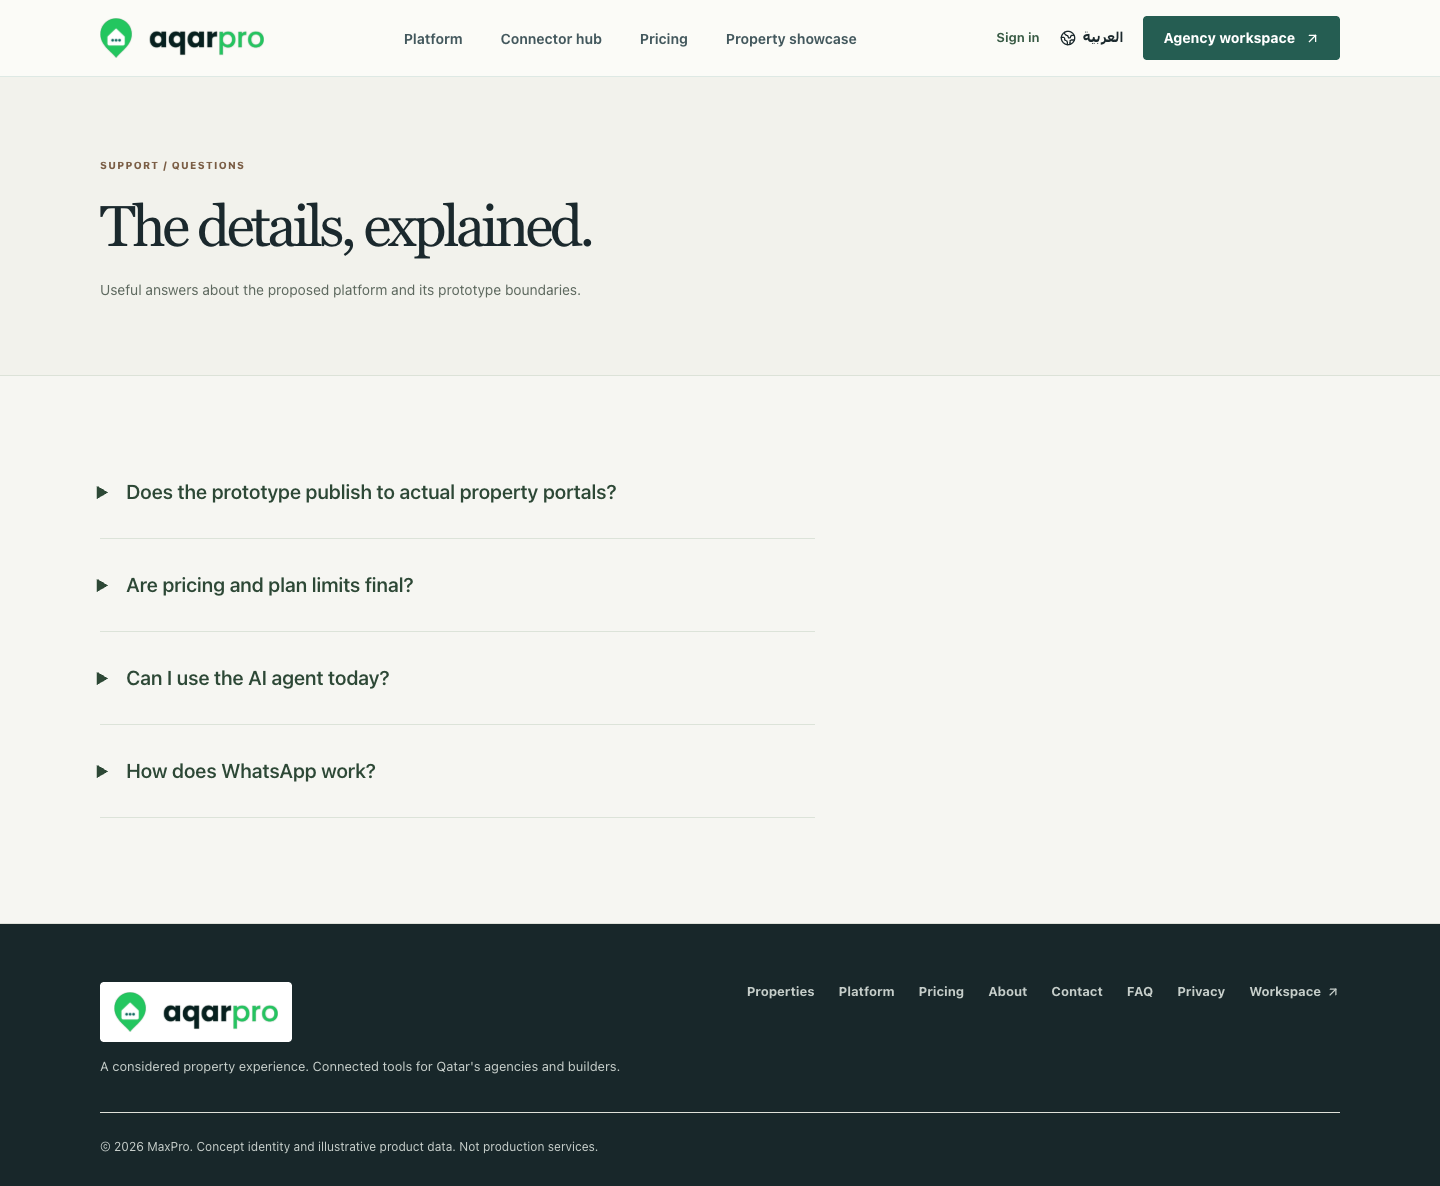 aqarpro
Platform
Connector hub
Pricing
Property showcase
Sign in
العربية
Agency workspace
SUPPORT / QUESTIONS
The details, explained.
Useful answers about the proposed platform and its prototype boundaries.
Does the prototype publish to actual property portals?
Are pricing and plan limits final?
Can I use the AI agent today?
How does WhatsApp work?
aqarpro
Properties
Platform
Pricing
About
Contact
FAQ
Privacy
Workspace
A considered property experience. Connected tools for Qatar's agencies and builders.
© 2026 MaxPro. Concept identity and illustrative product data. Not production services.